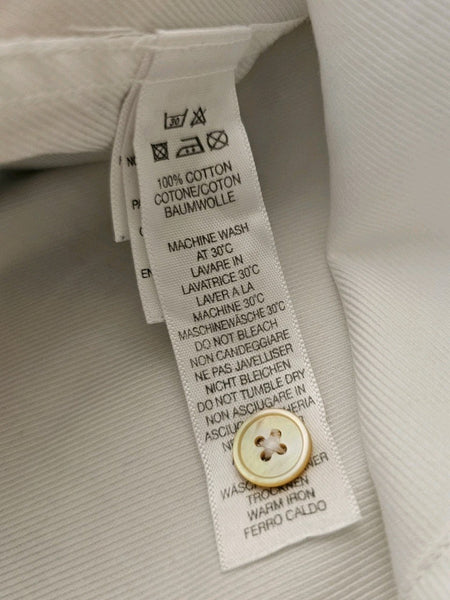 30
100% COTTON
COTONE/COTON
BAUMWOLLE
MACHINE WASH
AT 30°C
LAVARE IN
LAVATRICE 30°C
LAVER A LA
MACHINE 30°C
MASCHINENWÄSCHE 30°C
DO NOT BLEACH
NON CANDEGGIARE
NE PAS JAVELLISER
NICHT BLEICHEN
DO NOT TUMBLE DRY
NON ASCIUGARE IN
TROCKNEN
WARM IRON
FERRO CALDO